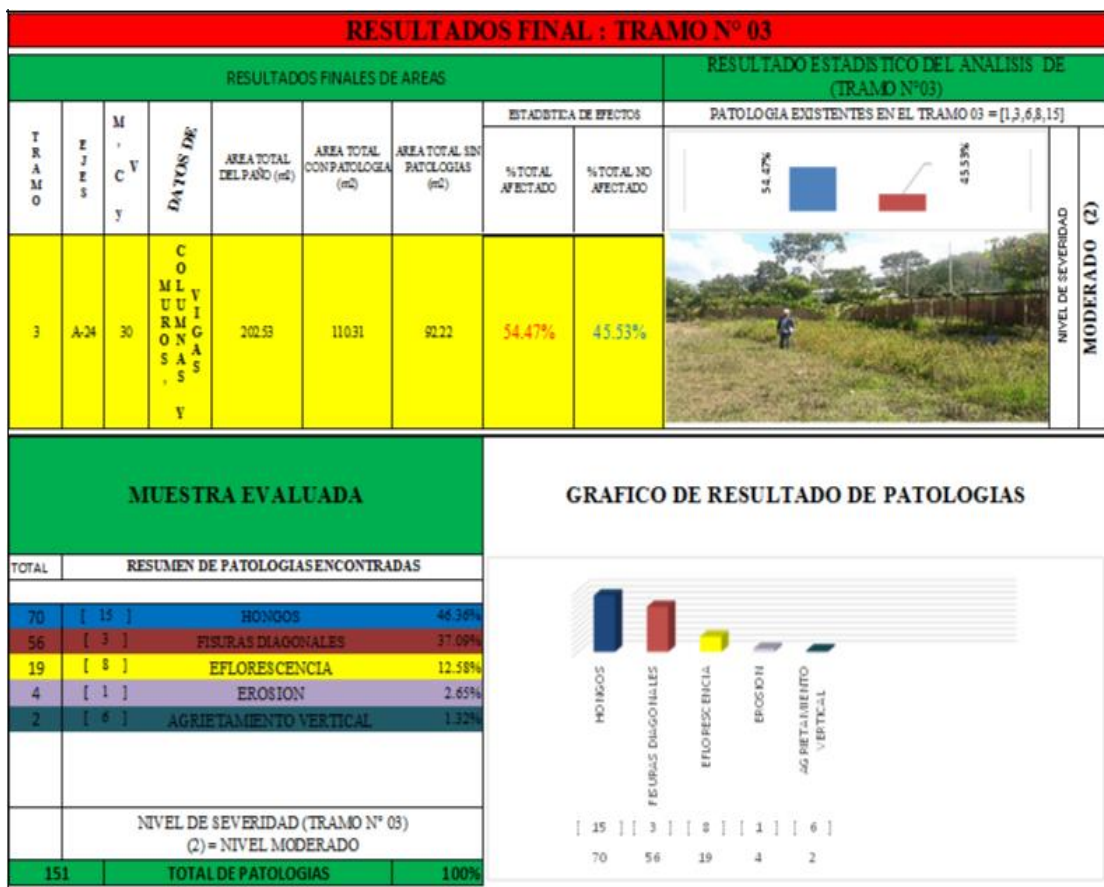 RESULTADOS FINAL : TRAMO N° 03
RESULTADOS FINALES DE AREAS
RESULTADO ESTADISTICO DEL ANALISIS DE
(TRAMO N°03)
TRAMO
EJES
M, C y V
DATOS DE
AREA TOTAL
DEL PAÑO (m2)
AREA TOTAL
CON PATOLOGIA
(m2)
AREA TOTAL SIN
PATOLOGIAS
(m2)
ESTADISTICA DE EFECTOS
% TOTAL
AFECTADO
% TOTAL NO
AFECTADO
PATOLOGIA EXISTENTES EN EL TRAMO 03 = [1,3,6,8,15]
54.47%
45.53%
3
A-24
30
MUROS,
COLUMNAS Y
VIGAS
202.53
110.31
92.22
54.47%
45.53%
NIVEL DE SEVERIDAD
MODERADO (2)
MUESTRA EVALUADA
TOTAL
RESUMEN DE PATOLOGIAS ENCONTRADAS
70 [ 15 ] HONGOS 46.36%
56 [ 3 ] FISURAS DIAGONALES 37.09%
19 [ 8 ] EFLORESCENCIA 12.58%
4 [ 1 ] EROSION 2.65%
2 [ 6 ] AGRIETAMIENTO VERTICAL 1.32%
NIVEL DE SEVERIDAD (TRAMO N° 03)
(2) = NIVEL MODERADO
151 TOTAL DE PATOLOGIAS 100%
GRAFICO DE RESULTADO DE PATOLOGIAS
HONGOS
FISURAS DIAGONALES
EFLORESCENCIA
EROSION
AGRIETAMIENTO
VERTICAL
[ 15 ] [ 3 ] [ 8 ] [ 1 ] [ 6 ]
70 56 19 4 2